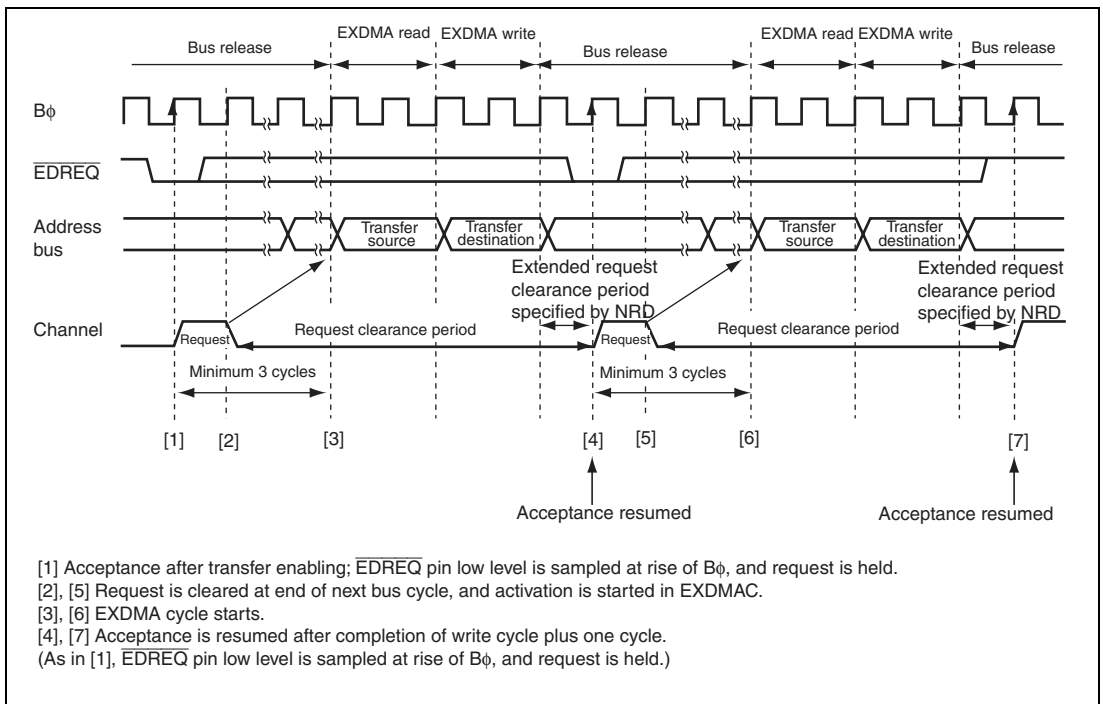 Bus release
EXDMA read
EXDMA write
Bus release
EXDMA read
EXDMA write
Bus release
Bφ
EDREQ
Address
bus
Transfer
source
Transfer
destination
Transfer
source
Transfer
destination
Extended request
clearance period
specified by NRD
Extended request
clearance period
specified by NRD
Channel
Request
Request clearance period
Request
Request clearance period
Minimum 3 cycles
Minimum 3 cycles
[1]
[2]
[3]
[4]
[5]
[6]
[7]
Acceptance resumed
Acceptance resumed
[1] Acceptance after transfer enabling; EDREQ pin low level is sampled at rise of Bφ, and request is held.
[2], [5] Request is cleared at end of next bus cycle, and activation is started in EXDMAC.
[3], [6] EXDMA cycle starts.
[4], [7] Acceptance is resumed after completion of write cycle plus one cycle.
(As in [1], EDREQ pin low level is sampled at rise of Bφ, and request is held.)